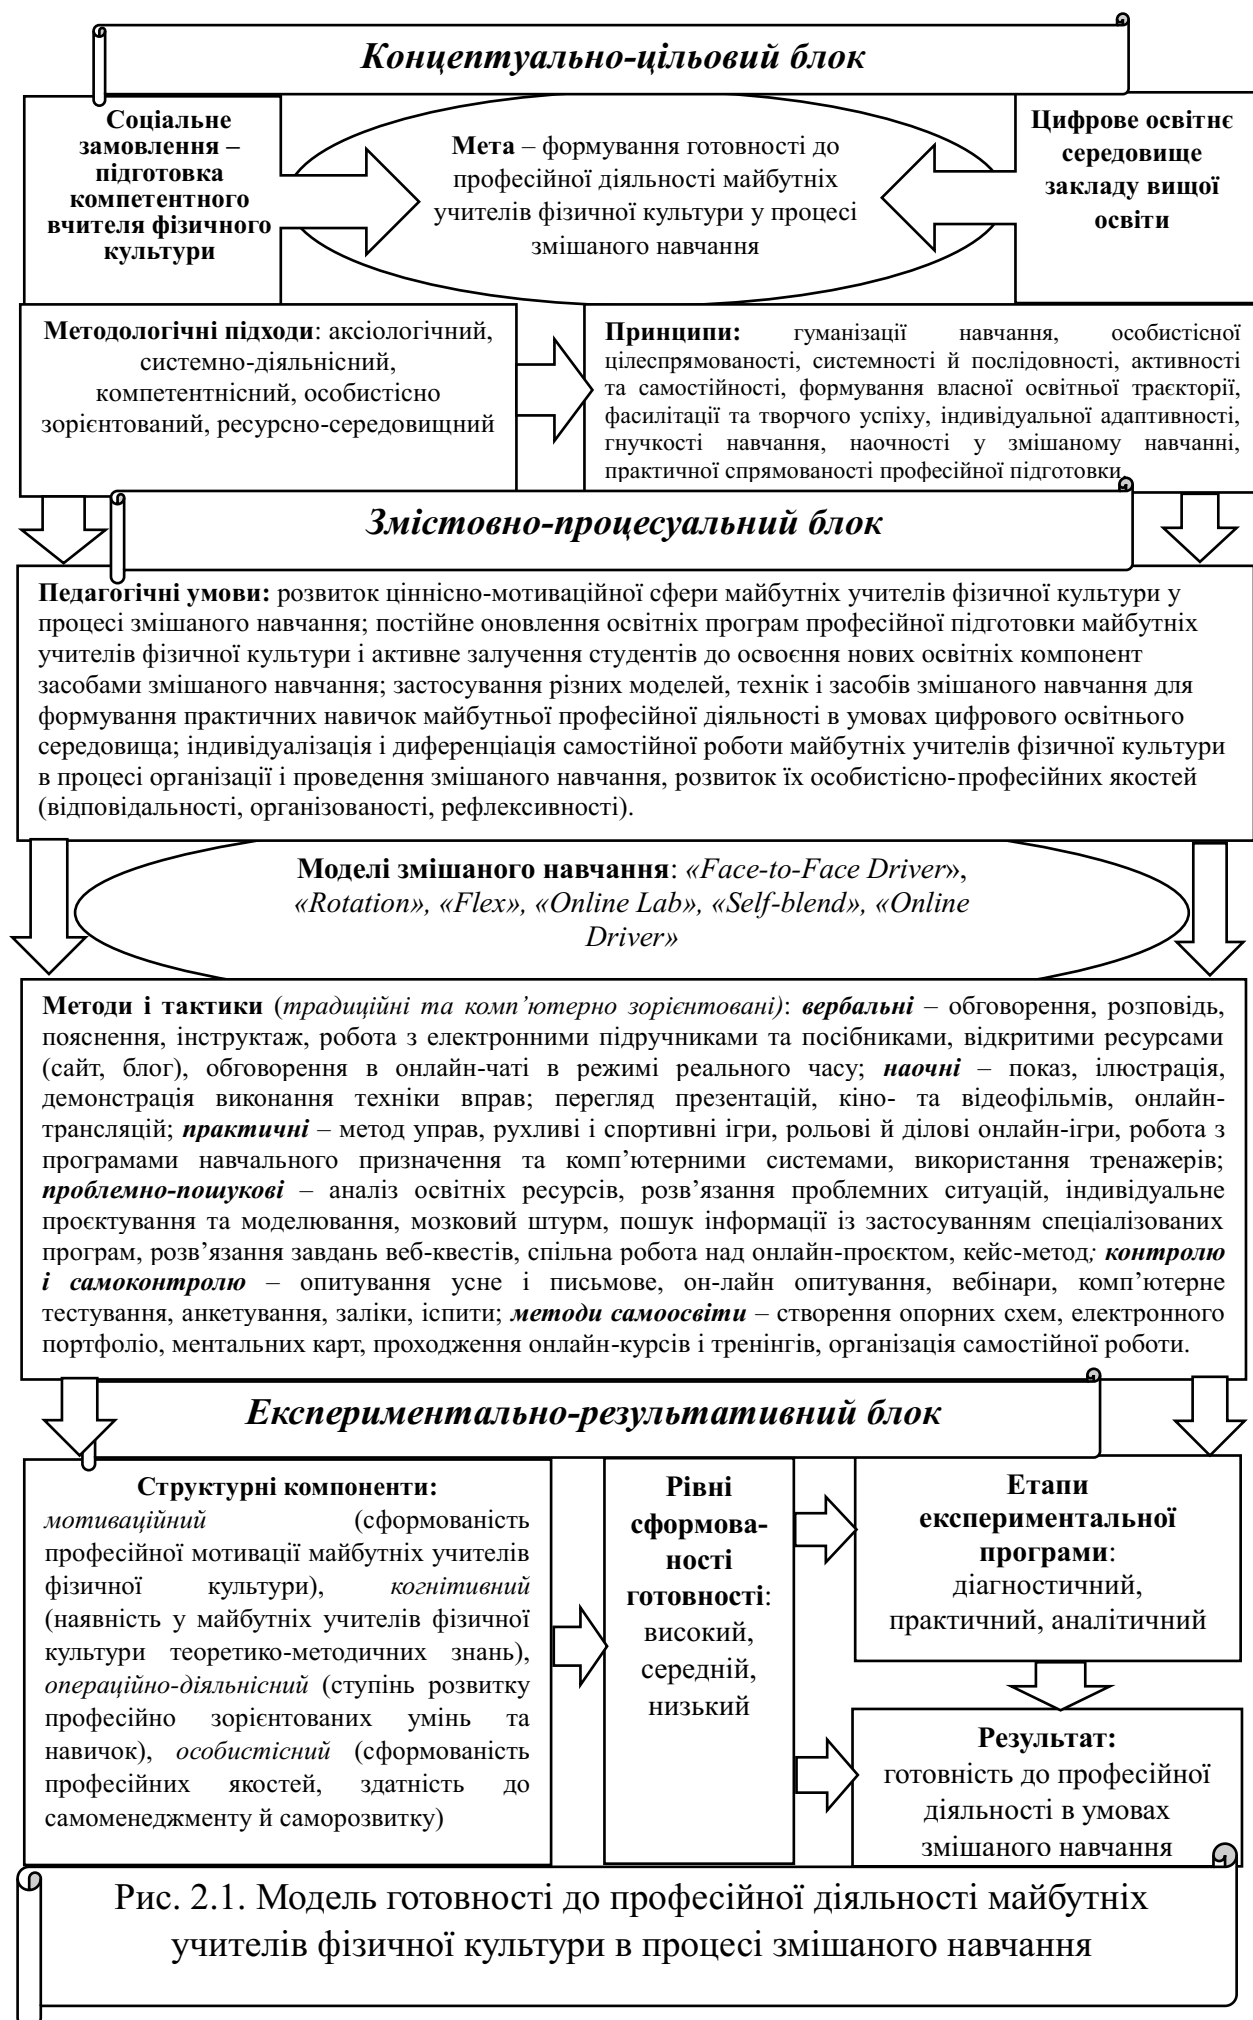 Концептуально-цільовий блок
Соціальне
замовлення –
підготовка
компетентного
вчителя фізичного
культури
Мета – формування готовності до
професійної діяльності майбутніх
учителів фізичної культури у процесі
змішаного навчання
Цифрове освітнє
середовище
закладу вищої
освіти
Методологічні підходи: аксіологічний,
системно-діяльнісний,
компетентнісний, особистісно
зорієнтований, ресурсно-середовищний
Принципи: гуманізації навчання, особистісної
цілеспрямованості, системності й послідовності, активності
та самостійності, формування власної освітньої траєкторії,
фасилітації та творчого успіху, індивідуальної адаптивності,
гнучкості навчання, наочності у змішаному навчанні,
практичної спрямованості професійної підготовки.
Змістовно-процесуальний блок
Педагогічні умови: розвиток ціннісно-мотиваційної сфери майбутніх учителів фізичної культури у
процесі змішаного навчання; постійне оновлення освітніх програм професійної підготовки майбутніх
учителів фізичної культури і активне залучення студентів до освоєння нових освітніх компонент
засобами змішаного навчання; застосування різних моделей, технік і засобів змішаного навчання для
формування практичних навичок майбутньої професійної діяльності в умовах цифрового освітнього
середовища; індивідуалізація і диференціація самостійної роботи майбутніх учителів фізичної культури
в процесі організації і проведення змішаного навчання, розвиток їх особистісно-професійних якостей
(відповідальності, організованості, рефлексивності).
Моделі змішаного навчання: «Face-to-Face Driver»,
«Rotation», «Flex», «Online Lab», «Self-blend», «Online
Driver»
Методи і тактики (традиційні та комп’ютерно зорієнтовані): вербальні – обговорення, розповідь,
пояснення, інструктаж, робота з електронними підручниками та посібниками, відкритими ресурсами
(сайт, блог), обговорення в онлайн-чаті в режимі реального часу; наочні – показ, ілюстрація,
демонстрація виконання техніки вправ; перегляд презентацій, кіно- та відеофільмів, онлайн-
трансляцій; практичні – метод управ, рухливі і спортивні ігри, рольові й ділові онлайн-ігри, робота з
програмами навчального призначення та комп’ютерними системами, використання тренажерів;
проблемно-пошукові – аналіз освітніх ресурсів, розв’язання проблемних ситуацій, індивідуальне
проєктування та моделювання, мозковий штурм, пошук інформації із застосуванням спеціалізованих
програм, розв’язання завдань веб-квестів, спільна робота над онлайн-проєктом, кейс-метод; контролю
і самоконтролю – опитування усне і письмове, он-лайн опитування, вебінари, комп’ютерне
тестування, анкетування, заліки, іспити; методи самоосвіти – створення опорних схем, електронного
портфоліо, ментальних карт, проходження онлайн-курсів і тренінгів, організація самостійної роботи.
Експериментально-результативний блок
Структурні компоненти:
мотиваційний (сформованість
професійної мотивації майбутніх учителів
фізичної культури), когнітивний
(наявність у майбутніх учителів фізичної
культури теоретико-методичних знань),
операційно-діяльнісний (ступінь розвитку
професійно зорієнтованих умінь та
навичок), особистісний (сформованість
професійних якостей, здатність до
самоменеджменту й саморозвитку)
Рівні
сформова-
ності
готовності:
високий,
середній,
низький
Етапи
експериментальної
програми:
діагностичний,
практичний, аналітичний
Результат:
готовність до професійної
діяльності в умовах
змішаного навчання
Рис. 2.1. Модель готовності до професійної діяльності майбутніх
учителів фізичної культури в процесі змішаного навчання